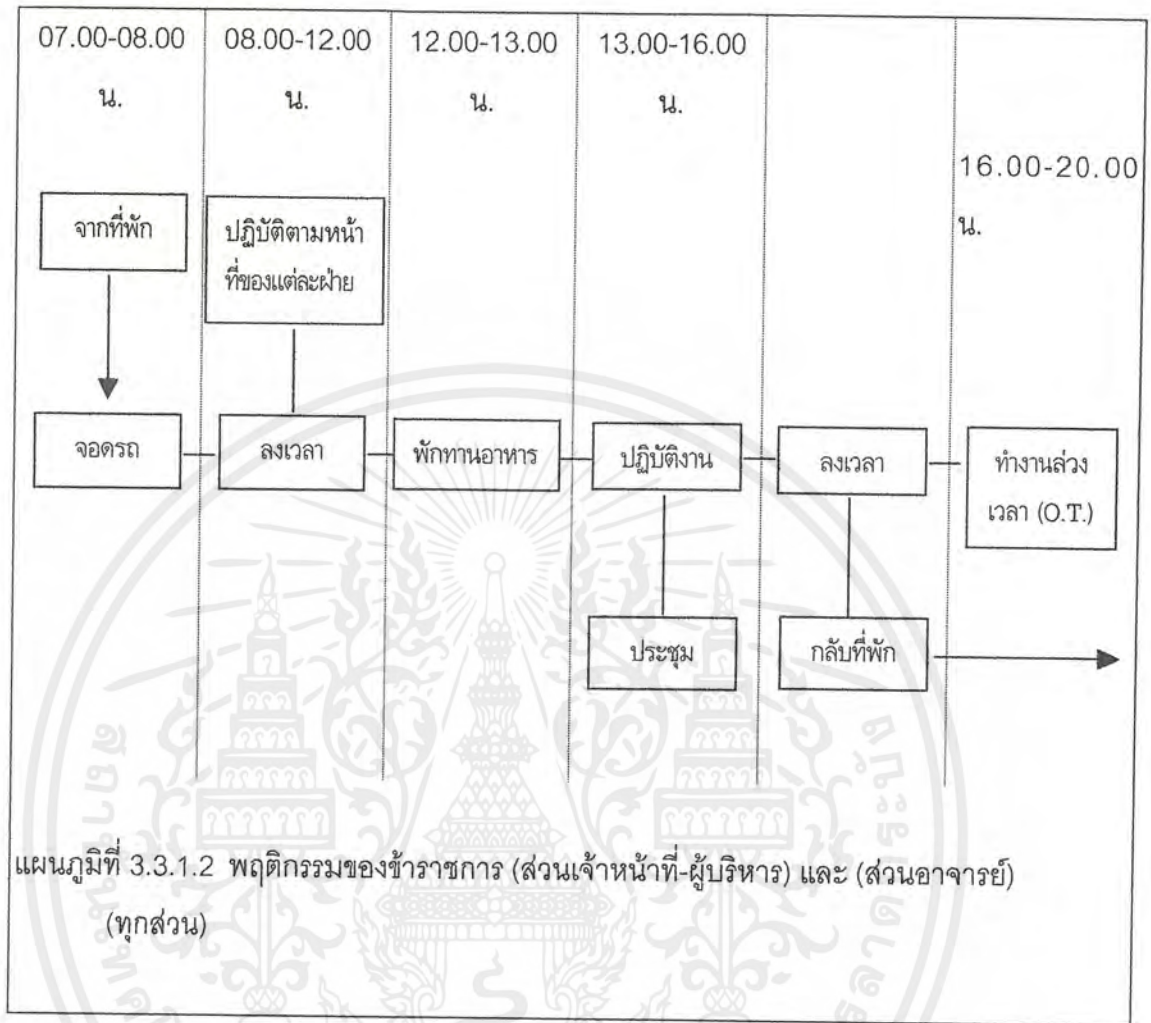 07.00-08.00 08.00-12.00 12.00-13.00 13.00-16.00
น. น. น. น.
16.00-20.00
น.
จากที่พัก
ปฏิบัติตามหน้า
ที่ของแต่ละฝ่าย
จอดรถ ลงเวลา พักทานอาหาร ปฏิบัติงาน ลงเวลา ทำงานล่วง
เวลา (O.T.)
ประชุม กลับที่พัก
แผนภูมิที่ 3.3.1.2 พฤติกรรมของข้าราชการ (ส่วนเจ้าหน้าที่-ผู้บริหาร) และ (ส่วนอาจารย์)
(ทุกส่วน)